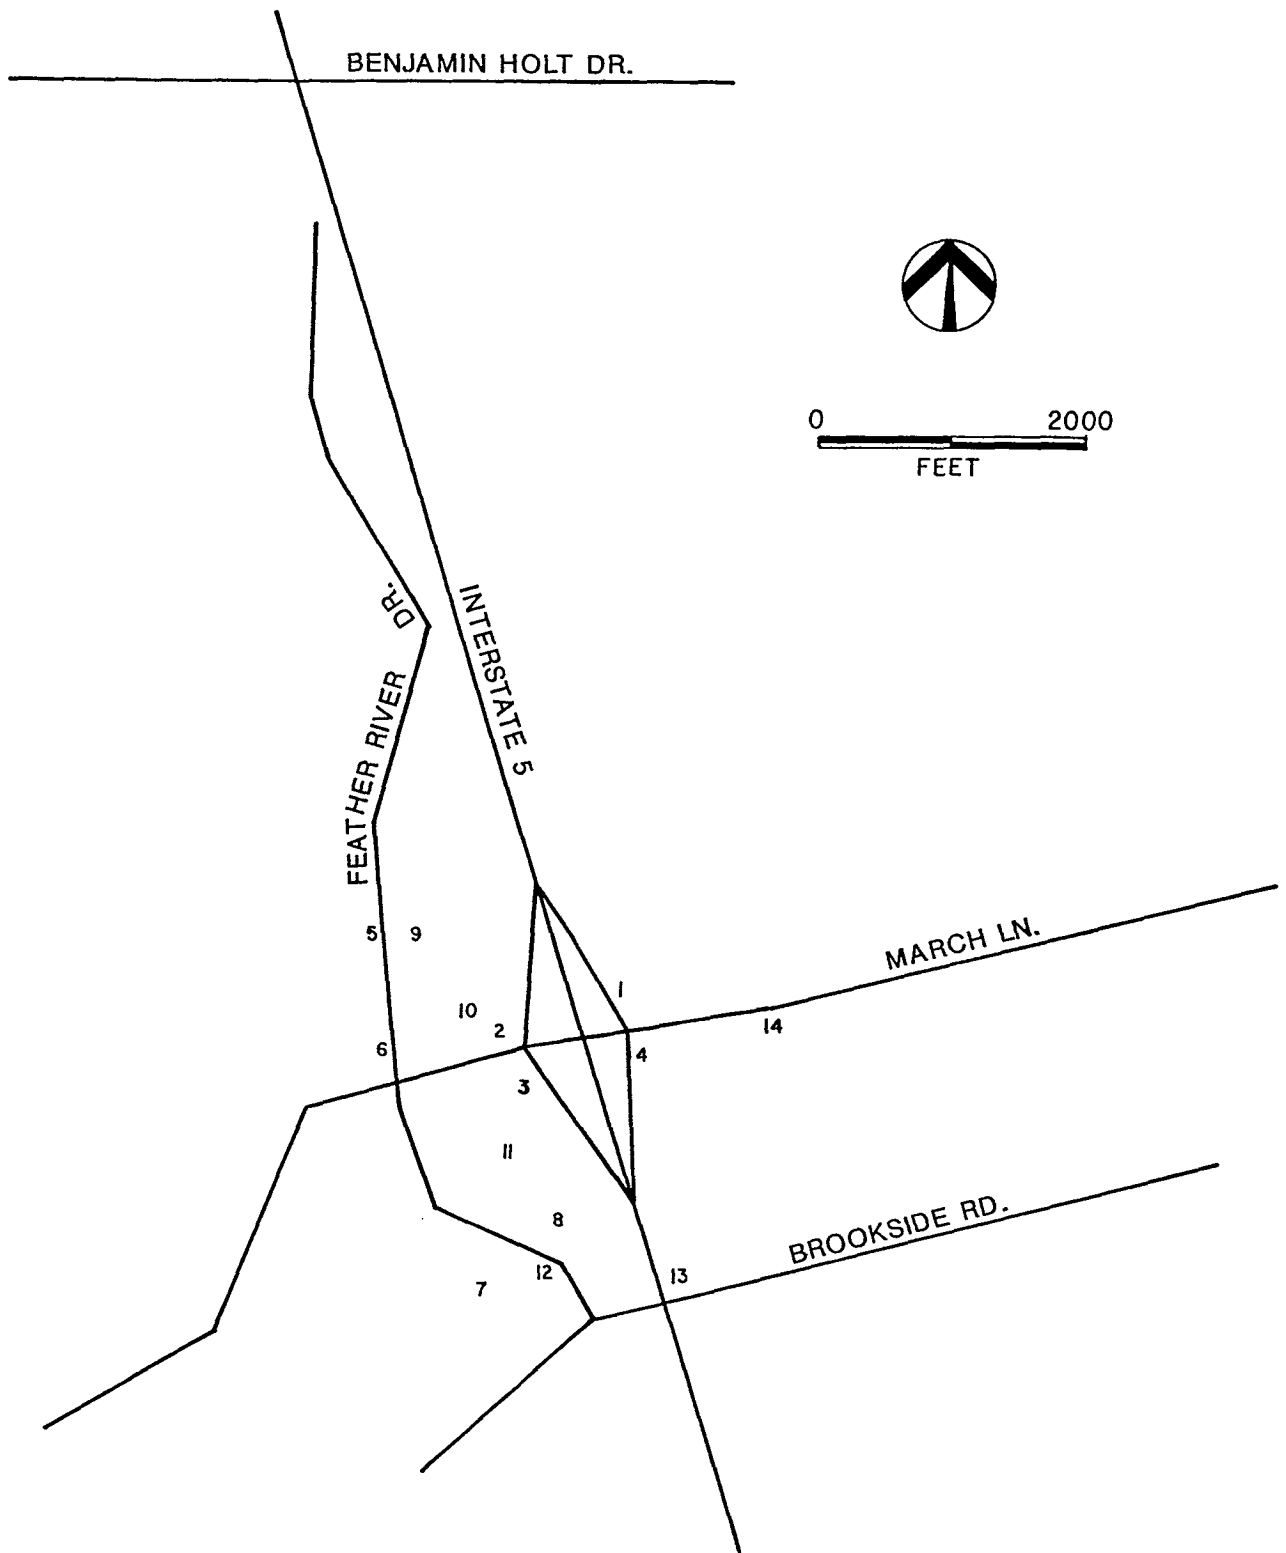 BENJAMIN HOLT DR.
0 2000
FEET
FEATHER RIVER DR.
INTERSTATE 5
MARCH LN.
5 9
1
10
2
14
6
4
3
11
BROOKSIDE RD.
8
12
13
7